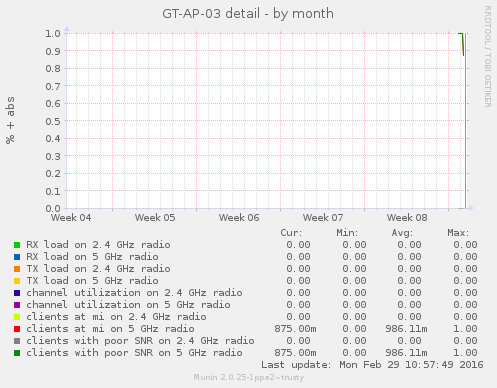 GT-AP-03 detail - by month
RRDTOOL / TOBI OETIKER
% + abs
1.0
0.9
0.8
0.7
0.6
0.5
0.4
0.3
0.2
0.1
0.0
Week 04 Week 05 Week 06 Week 07 Week 08
Cur: Min: Avg: Max:
RX load on 2.4 GHz radio 0.00 0.00 0.00 0.00
RX load on 5 GHz radio 0.00 0.00 0.00 0.00
TX load on 2.4 GHz radio 0.00 0.00 0.00 0.00
TX load on 5 GHz radio 0.00 0.00 0.00 0.00
channel utilization on 2.4 GHz radio 0.00 0.00 0.00 0.00
channel utilization on 5 GHz radio 0.00 0.00 0.00 0.00
clients at mi on 2.4 GHz radio 0.00 0.00 0.00 0.00
clients at mi on 5 GHz radio 875.00m 0.00 986.11m 1.00
clients with poor SNR on 2.4 GHz radio 0.00 0.00 0.00 0.00
clients with poor SNR on 5 GHz radio 875.00m 0.00 986.11m 1.00
Last update: Mon Feb 29 10:57:49 2016
Munin 2.0.25-1ppa2~trusty